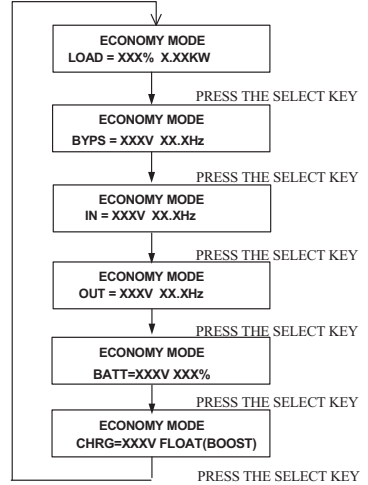 ECONOMY MODE
LOAD = XXX% X.XXKW
PRESS THE SELECT KEY
ECONOMY MODE
BYPS = XXXV XX.XHz
PRESS THE SELECT KEY
ECONOMY MODE
IN = XXXV XX.XHz
PRESS THE SELECT KEY
ECONOMY MODE
OUT = XXXV XX.XHz
PRESS THE SELECT KEY
ECONOMY MODE
BATT=XXXV XXX%
PRESS THE SELECT KEY
ECONOMY MODE
CHRG=XXXV FLOAT(BOOST)
PRESS THE SELECT KEY